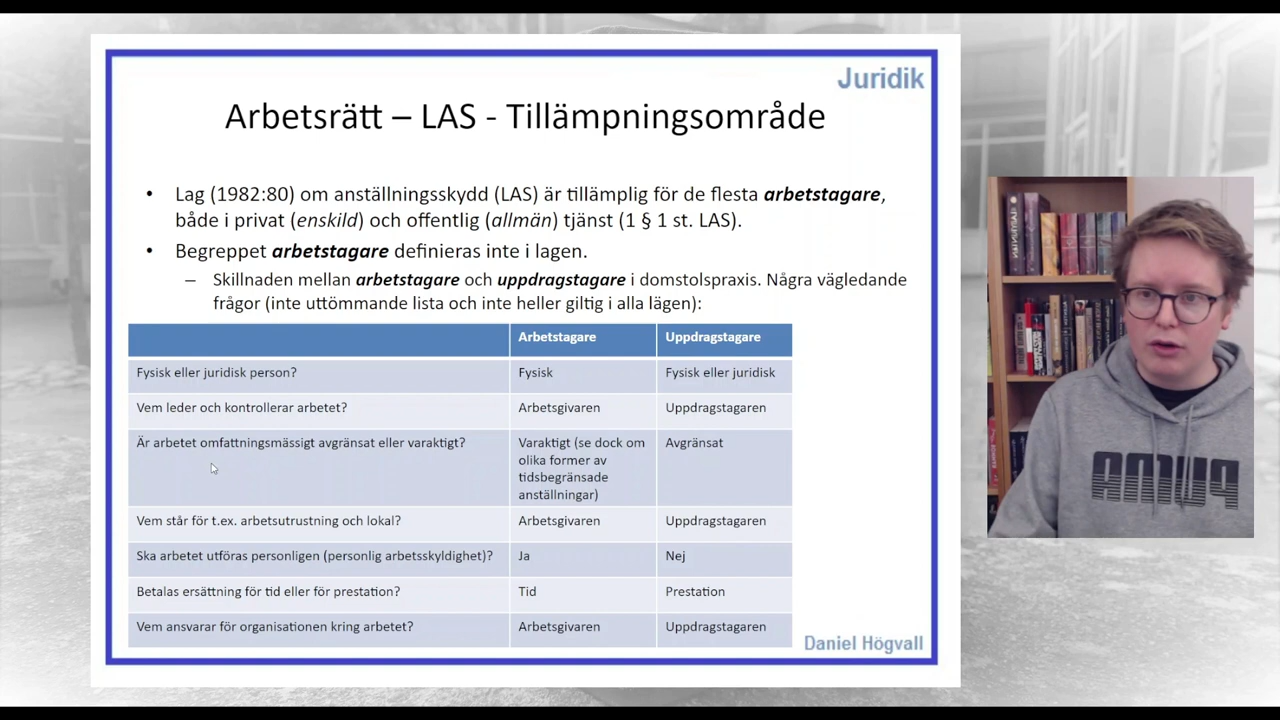 Juridik
Arbetsrätt – LAS - Tillämpningsområde
• Lag (1982:80) om anställningsskydd (LAS) är tillämplig för de flesta arbetstagare,
både i privat (enskild) och offentlig (allmän) tjänst (1 § 1 st. LAS).
• Begreppet arbetstagare definieras inte i lagen.
– Skillnaden mellan arbetstagare och uppdragstagare i domstolspraxis. Några vägledande
frågor (inte uttömmande lista och inte heller giltig i alla lägen):
Arbetstagare Uppdragstagare
Fysisk eller juridisk person? Fysisk Fysisk eller juridisk
Vem leder och kontrollerar arbetet? Arbetsgivaren Uppdragstagaren
Är arbetet omfattningsmässigt avgränsat eller varaktigt? Varaktigt (se dock om Avgränsat
olika former av
tidsbegränsade
anställningar)
Vem står för t.ex. arbetsutrustning och lokal? Arbetsgivaren Uppdragstagaren
Ska arbetet utföras personligen (personlig arbetsskyldighet)? Ja Nej
Betalas ersättning för tid eller för prestation? Tid Prestation
Vem ansvarar för organisationen kring arbetet? Arbetsgivaren Uppdragstagaren
Daniel Högvall